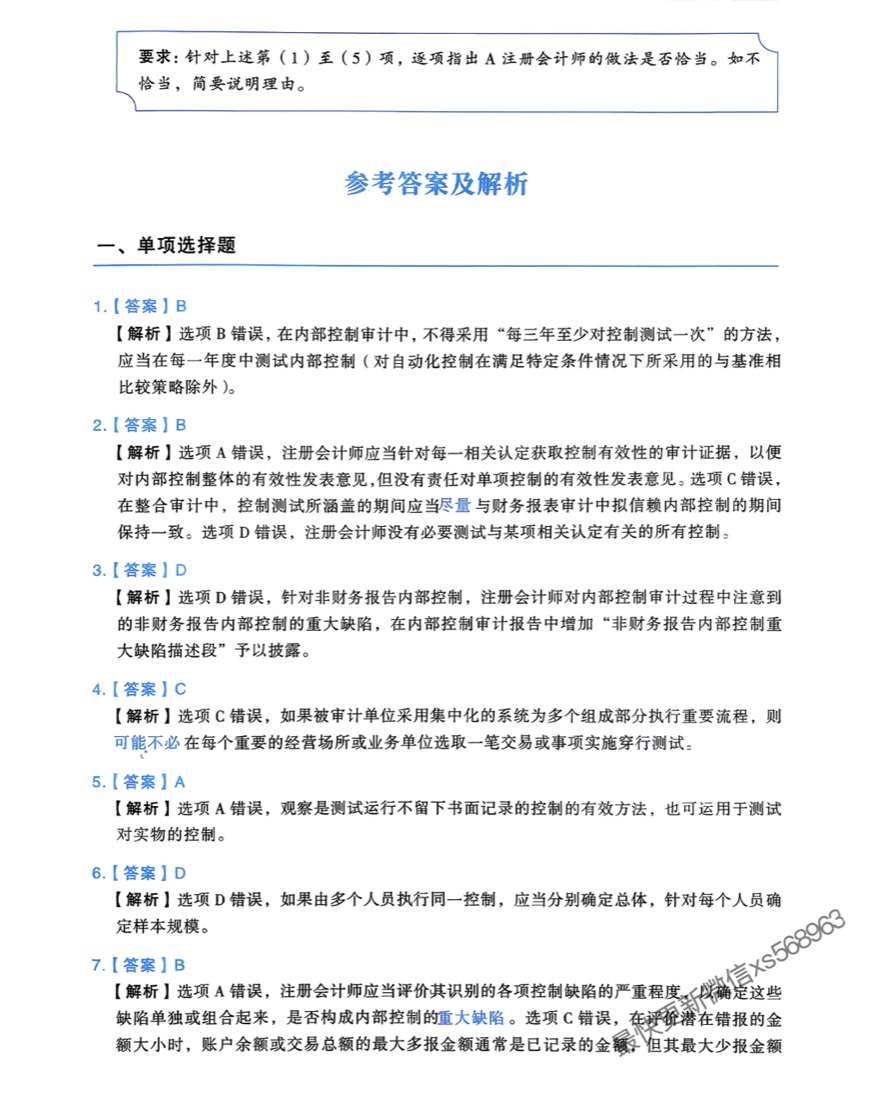 要求：针对上述第（1）至（5）项，逐项指出 A 注册会计师的做法是否恰当。如不
恰当，简要说明理由。
参考答案及解析
一、单项选择题
1.【答案】B
【解析】选项 B 错误，在内部控制审计中，不得采用“每三年至少对控制测试一次”的方法，
应当在每一年度中测试内部控制（对自动化控制在满足特定条件情况下所采用的与基准相
比较策略除外）。
2.【答案】B
【解析】选项 A 错误，注册会计师应当针对每一相关认定获取控制有效性的审计证据，以便
对内部控制整体的有效性发表意见，但没有责任对单项控制的有效性发表意见。选项 C 错误，
在整合审计中，控制测试所涵盖的期间应当尽量与财务报表审计中拟信赖内部控制的期间
保持一致。选项 D 错误，注册会计师没有必要测试与某项相关认定有关的所有控制。
3.【答案】D
【解析】选项 D 错误，针对非财务报告内部控制，注册会计师对内部控制审计过程中注意到
的非财务报告内部控制的重大缺陷，在内部控制审计报告中增加“非财务报告内部控制重
大缺陷描述段”予以披露。
4.【答案】C
【解析】选项 C 错误，如果被审计单位采用集中化的系统为多个组成部分执行重要流程，则
可能不必在每个重要的经营场所或业务单位选取一笔交易或事项实施穿行测试。
5.【答案】A
【解析】选项 A 错误，观察是测试运行不留下书面记录的控制的有效方法，也可运用于测试
对实物的控制。
6.【答案】D
【解析】选项 D 错误，如果由多个人员执行同一控制，应当分别确定总体，针对每个人员确
定样本规模。
7.【答案】B
【解析】选项 A 错误，注册会计师应当评价其识别的各项控制缺陷的严重程度，以确定这些
缺陷单独或组合起来，是否构成内部控制的重大缺陷。选项 C 错误，在评价潜在错报的金
额大小时，账户余额或交易总额的最大多报金额通常是已记录的金额，但其最大少报金额
最快更新微信xs568963